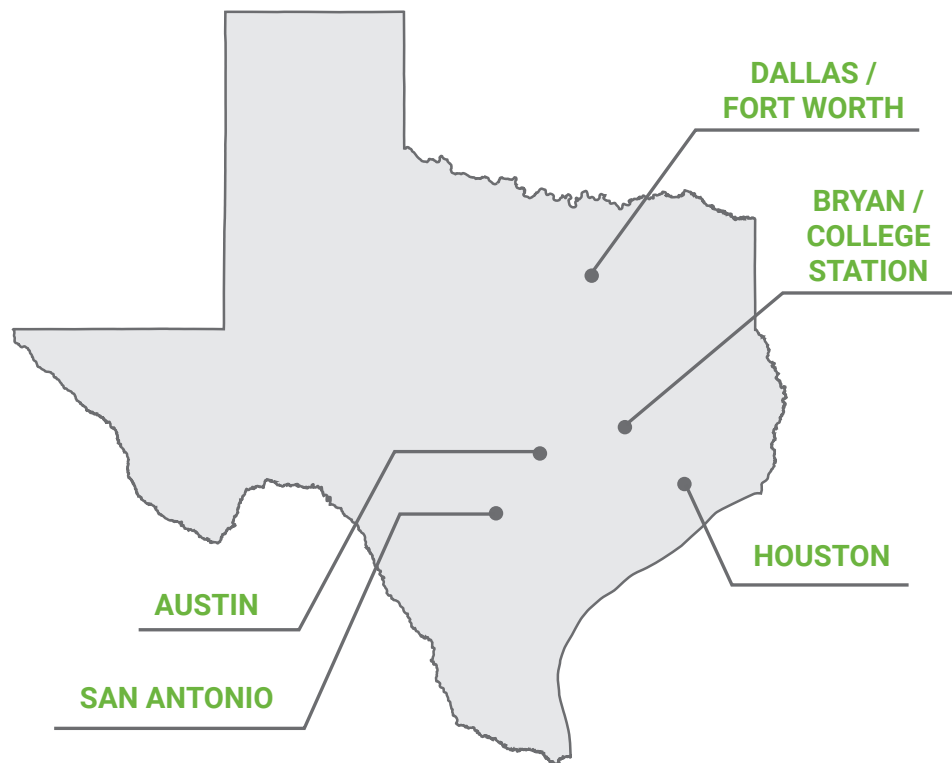 DALLAS /
FORT WORTH
BRYAN /
COLLEGE
STATION
HOUSTON
AUSTIN
SAN ANTONIO